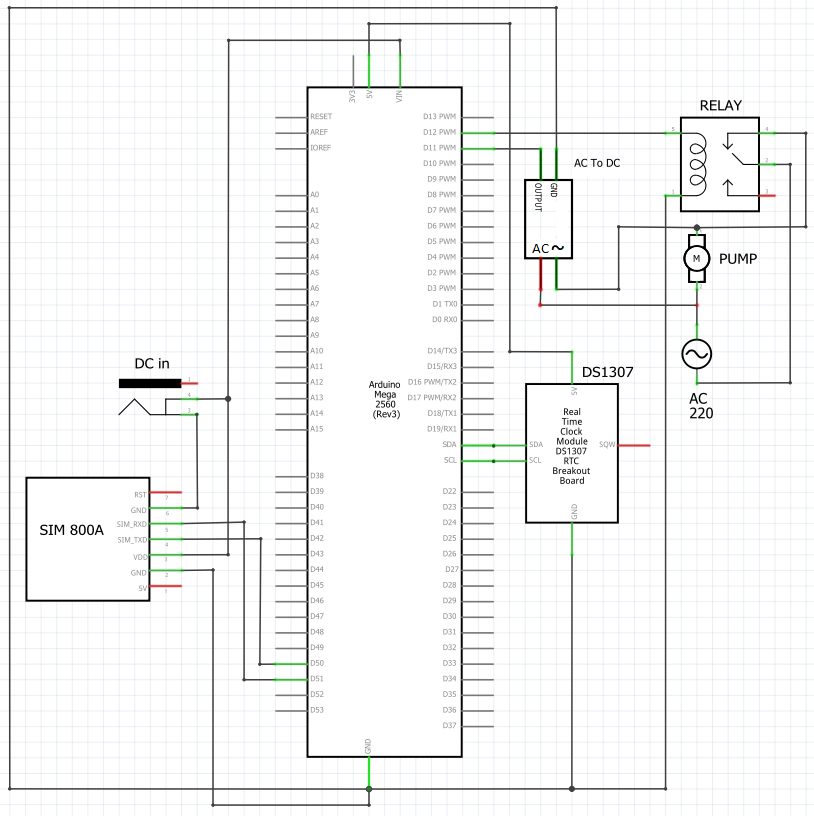 3V3
5V
VIN
RESET
AREF
IOREF
A0
A1
A2
A3
A4
A5
A6
A7
A8
A9
A10
A11
A12
A13
A14
A15
D38
D39
D40
D41
D42
D43
D44
D45
D46
D47
D48
D49
D50
D51
D52
D53
Arduino
Mega
2560
(Rev3)
D13 PWM
D12 PWM
D11 PWM
D10 PWM
D9 PWM
D8 PWM
D7 PWM
D6 PWM
D5 PWM
D4 PWM
D2 PWM
D3 PWM
D1 TX0
D0 RX0
D14/TX3
D15/RX3
D16 PWM/TX2
D17 PWM/RX2
D18/TX1
D19/RX1
SDA
SCL
D22
D23
D24
D25
D26
D27
D28
D29
D30
D31
D32
D33
D34
D35
D36
D37
GND
AC To DC
OUTPUT
GND
AC ~
RELAY
M
PUMP
AC
220
DS1307
5V
Real
Time
Clock
Module
DS1307
RTC
Breakout
Board
SDA
SCL
SQW
GND
DC in
SIM 800A
RST
GND
SIM_RXD
SIM_TXD
VDD
GND
5V
7
6
5
4
3
2
1